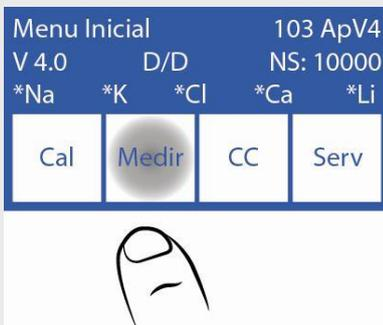 Menu Inicial 103 ApV4
V 4.0 D/D NS: 10000
*Na *K *Cl *Ca *Li
Cal Medir CC Serv